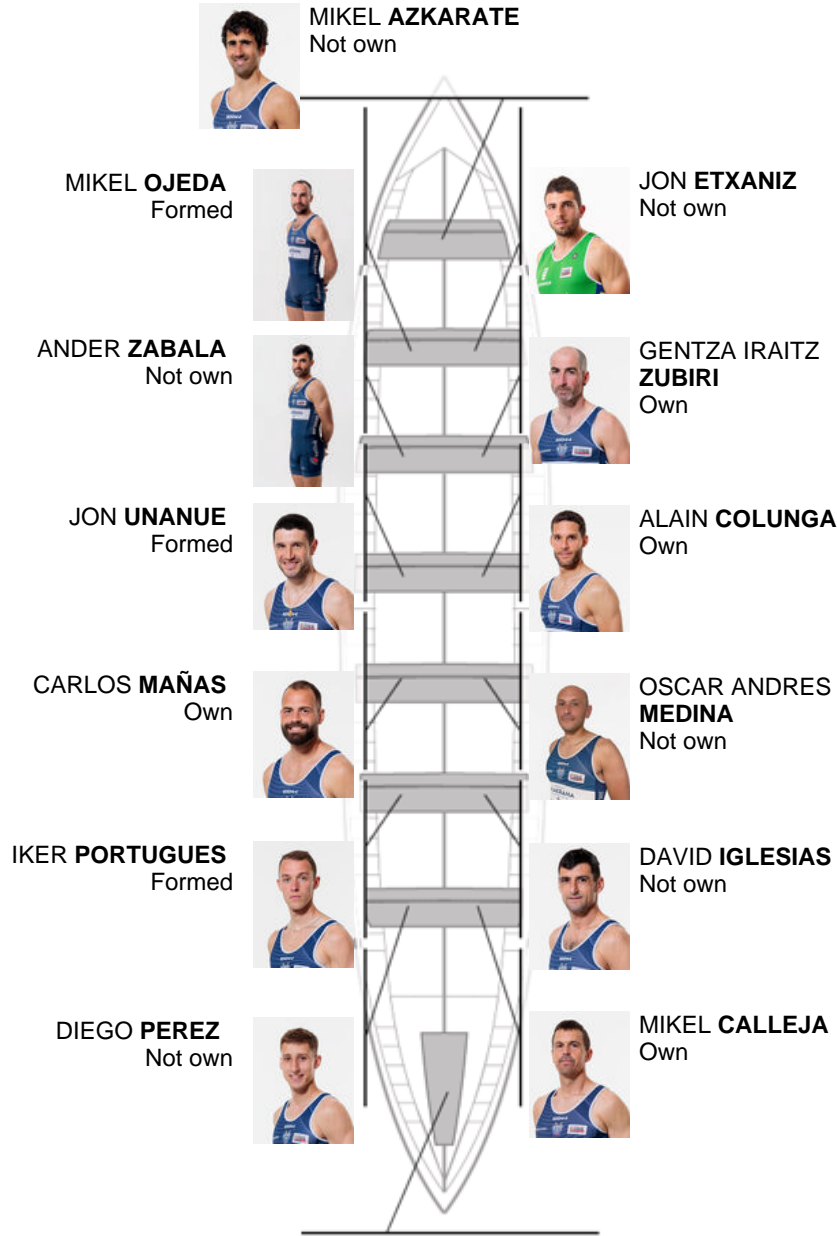 MIKEL AZKARATE
Not own
MIKEL OJEDA
Formed
JON ETXANIZ
Not own
ANDER ZABALA
Not own
GENTZA IRAITZ
ZUBIRI
Own
JON UNANUE
Formed
ALAIN COLUNGA
Own
CARLOS MAÑAS
Own
OSCAR ANDRES
MEDINA
Not own
IKER PORTUGUES
Formed
DAVID IGLESIAS
Not own
DIEGO PEREZ
Not own
MIKEL CALLEJA
Own